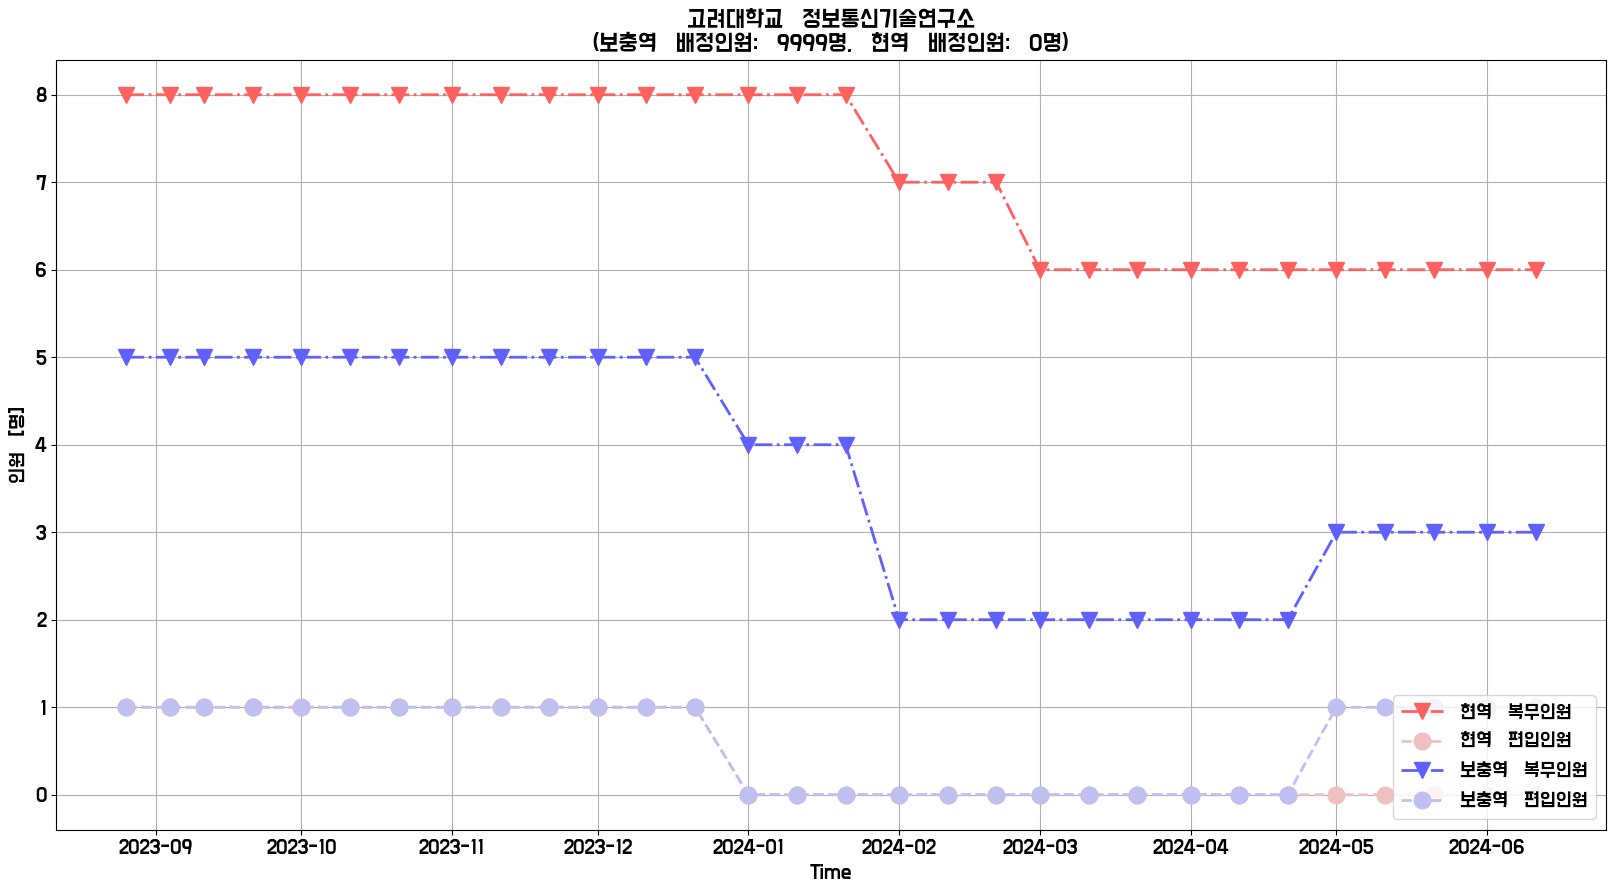 고려대학교 정보통신기술연구소
(보충역 배정인원: 9999명, 현역 배정인원: 0명)
8
7
6
5
4
3
2
1
0
인원 [명]
현역 복무인원
현역 편입인원
보충역 복무인원
보충역 편입인원
2023-09 2023-10 2023-11 2023-12 2024-01 2024-02 2024-03 2024-04 2024-05 2024-06
Time